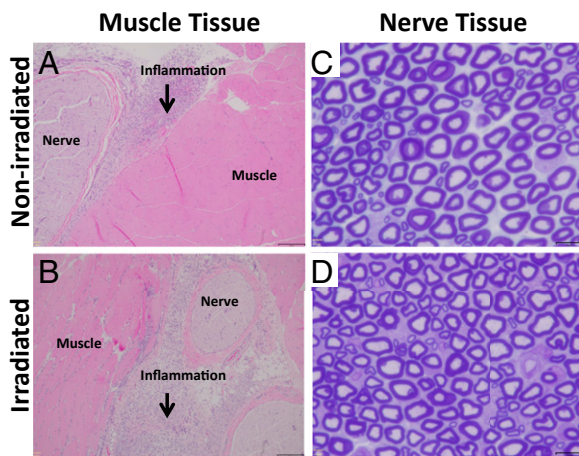 Muscle Tissue
Nerve Tissue
Non-irradiated
A
Inflammation
Nerve
Muscle
C
Irradiated
B
Nerve
Muscle
Inflammation
D